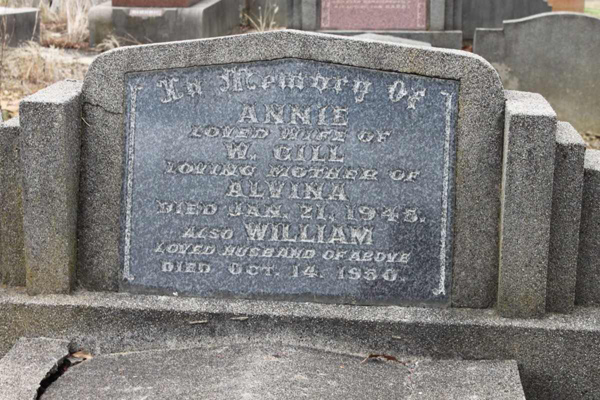 In Memory Of
ANNIE
LOVED WIFE OF
W. GILL
LOVING MOTHER OF
ALVINA
DIED JAN. 21, 1948.
ALSO WILLIAM
LOVED HUSBAND OF ABOVE
DIED OCT. 14, 1950.